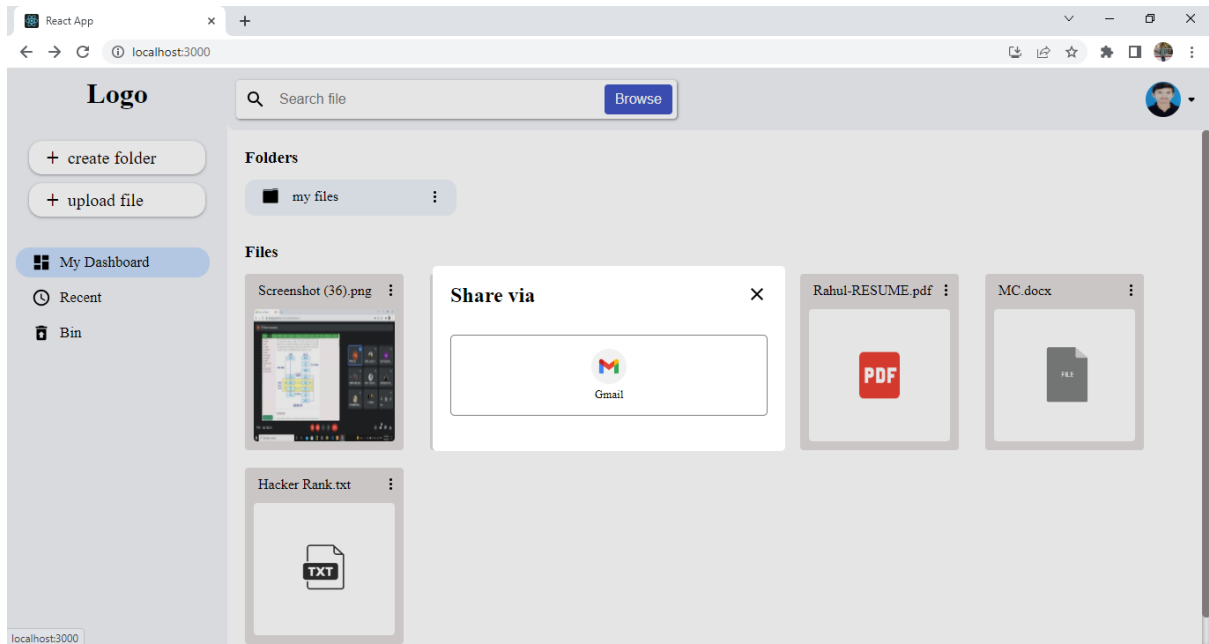 React App
localhost:3000
Logo
Search file
Browse
+ create folder
+ upload file
My Dashboard
Recent
Bin
Folders
my files
Files
Screenshot (36).png
Share via
Gmail
Rahul-RESUME.pdf
PDF
MC.docx
FILE
Hacker Rank.txt
TXT
localhost:3000